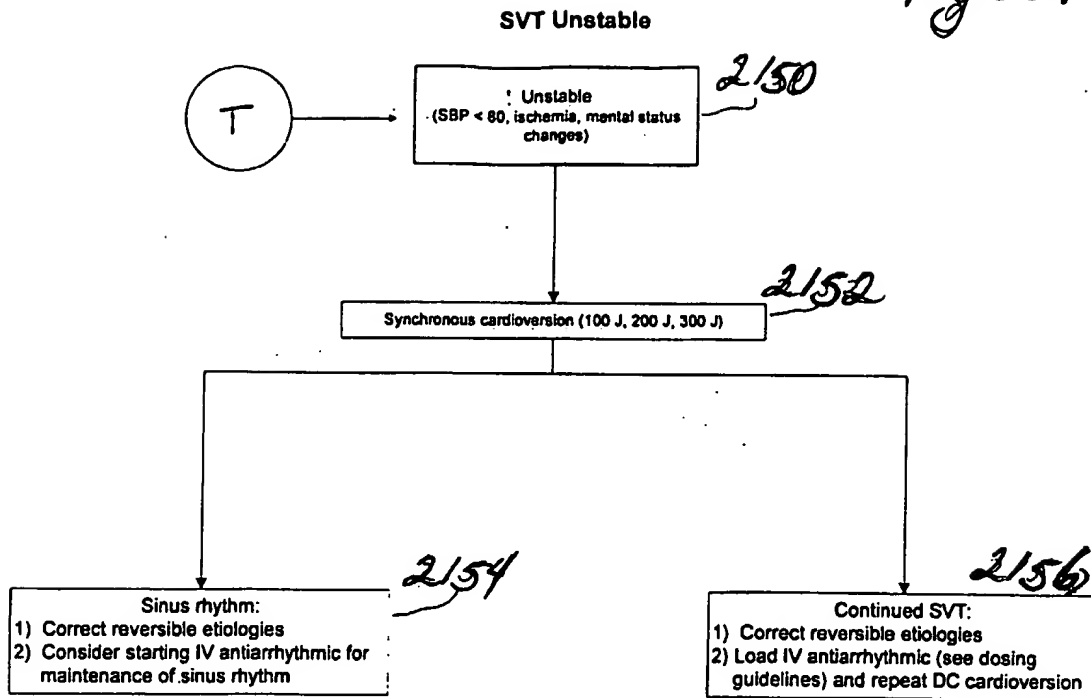 SVT Unstable
T
! Unstable
(SBP < 80, ischemia, mental status
changes)
2150
Synchronous cardioversion (100 J, 200 J, 300 J)
2152
Sinus rhythm:
1) Correct reversible etiologies
2) Consider starting IV antiarrhythmic for
maintenance of sinus rhythm
2154
Continued SVT:
1) Correct reversible etiologies
2) Load IV antiarrhythmic (see dosing
guidelines) and repeat DC cardioversion
2156